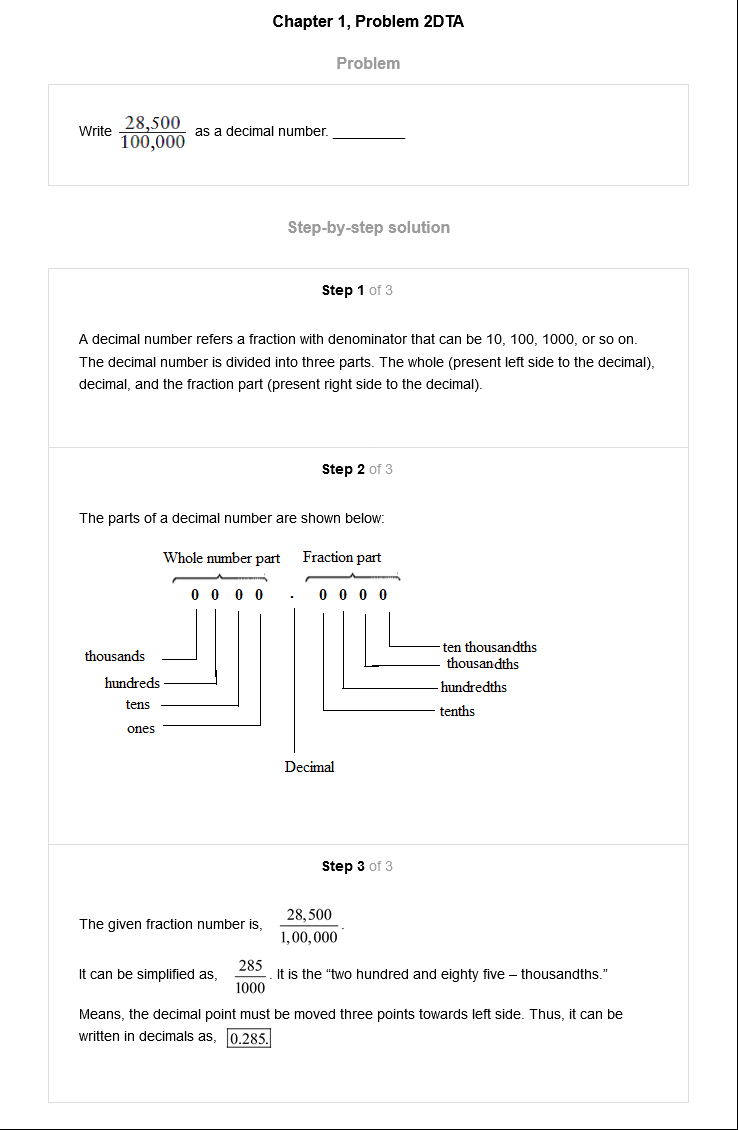 Chapter 1, Problem 2DTA
Problem
Write 28,500/100,000 as a decimal number. _________
Step-by-step solution
Step 1 of 3
A decimal number refers a fraction with denominator that can be 10, 100, 1000, or so on.
The decimal number is divided into three parts. The whole (present left side to the decimal),
decimal, and the fraction part (present right side to the decimal).
Step 2 of 3
The parts of a decimal number are shown below:
Whole number part Fraction part
0 0 0 0 . 0 0 0 0
thousands
hundreds
tens
ones
ten thousandths
thousandths
hundredths
tenths
Decimal
Step 3 of 3
The given fraction number is, 28,500/1,00,000.
It can be simplified as, 285/1000. It is the “two hundred and eighty five – thousandths.”
Means, the decimal point must be moved three points towards left side. Thus, it can be
written in decimals as, 0.285.